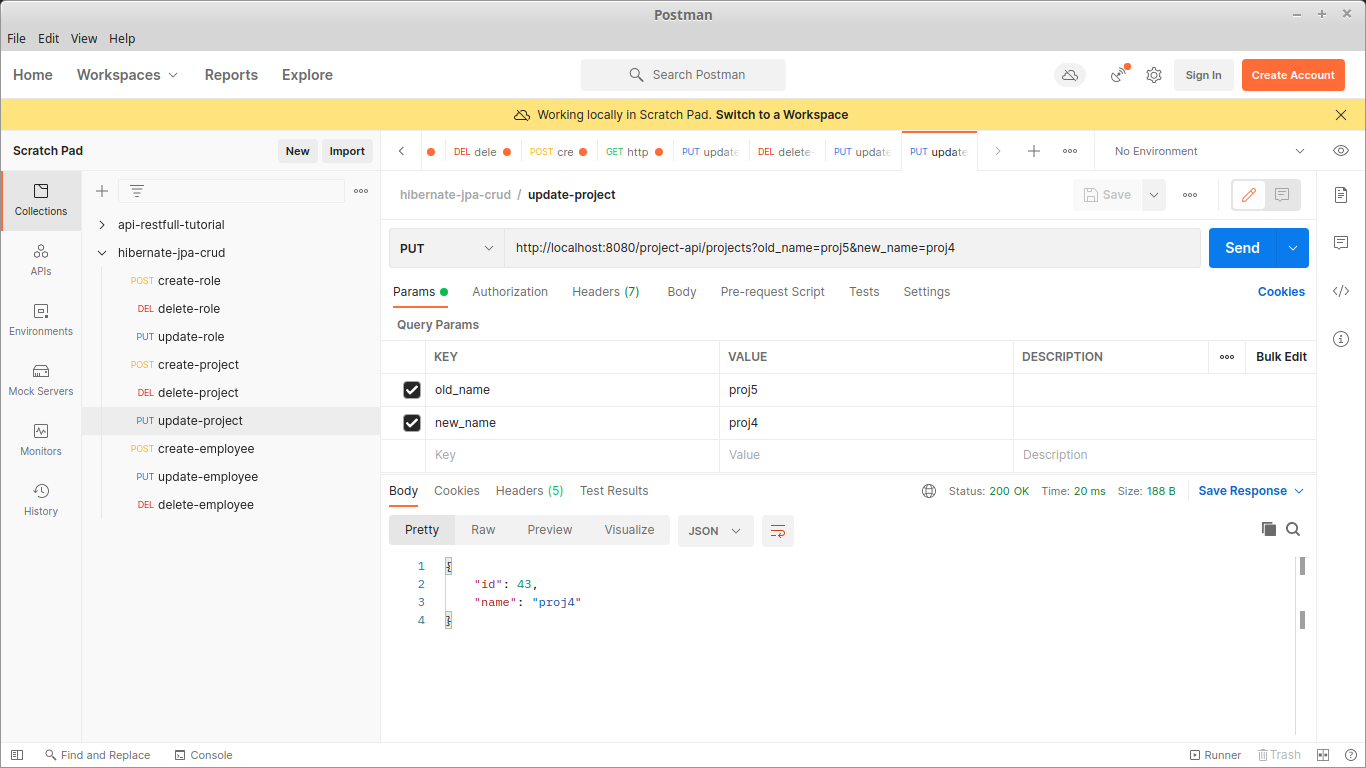 Postman
File Edit View Help
Home Workspaces Reports Explore Search Postman Sign In Create Account
Working locally in Scratch Pad. Switch to a Workspace
Scratch Pad New Import
DEL dele POST cre GET http PUT update DEL delete- PUT update PUT update No Environment
Collections
APIs
Environments
Mock Servers
Monitors
History
api-restfull-tutorial
hibernate-jpa-crud
POST create-role
DEL delete-role
PUT update-role
POST create-project
DEL delete-project
PUT update-project
POST create-employee
PUT update-employee
DEL delete-employee
hibernate-jpa-crud / update-project Save
PUT http://localhost:8080/project-api/projects?old_name=proj5&new_name=proj4 Send
Params Authorization Headers (7) Body Pre-request Script Tests Settings Cookies
Query Params
KEY VALUE DESCRIPTION Bulk Edit
old_name proj5
new_name proj4
Key Value Description
Body Cookies Headers (5) Test Results Status: 200 OK Time: 20 ms Size: 188 B Save Response
Pretty Raw Preview Visualize JSON
1 {
2 "id": 43,
3 "name": "proj4"
4 }
Find and Replace Console Runner Trash